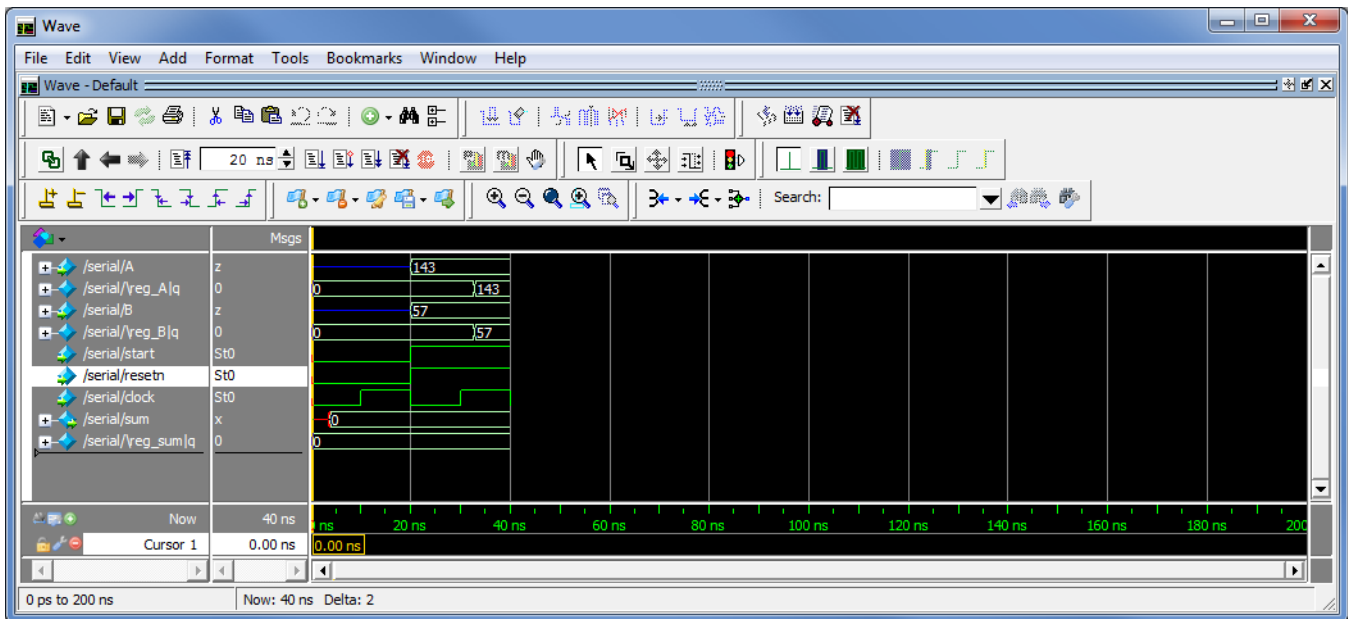 Wave
File Edit View Add Format Tools Bookmarks Window Help
Wave - Default
20 ns
Search:
Msgs
/serial/A z 143
/serial/\reg_A|q 0 0 143
/serial/B z 57
/serial/\reg_B|q 0 0 57
/serial/start St0
/serial/resetn St0
/serial/clock St0
/serial/sum x 0
/serial/\reg_sum|q 0 0
Now 40 ns ns 20 ns 40 ns 60 ns 80 ns 100 ns 120 ns 140 ns 160 ns 180 ns 200
Cursor 1 0.00 ns 0.00 ns
0 ps to 200 ns Now: 40 ns Delta: 2